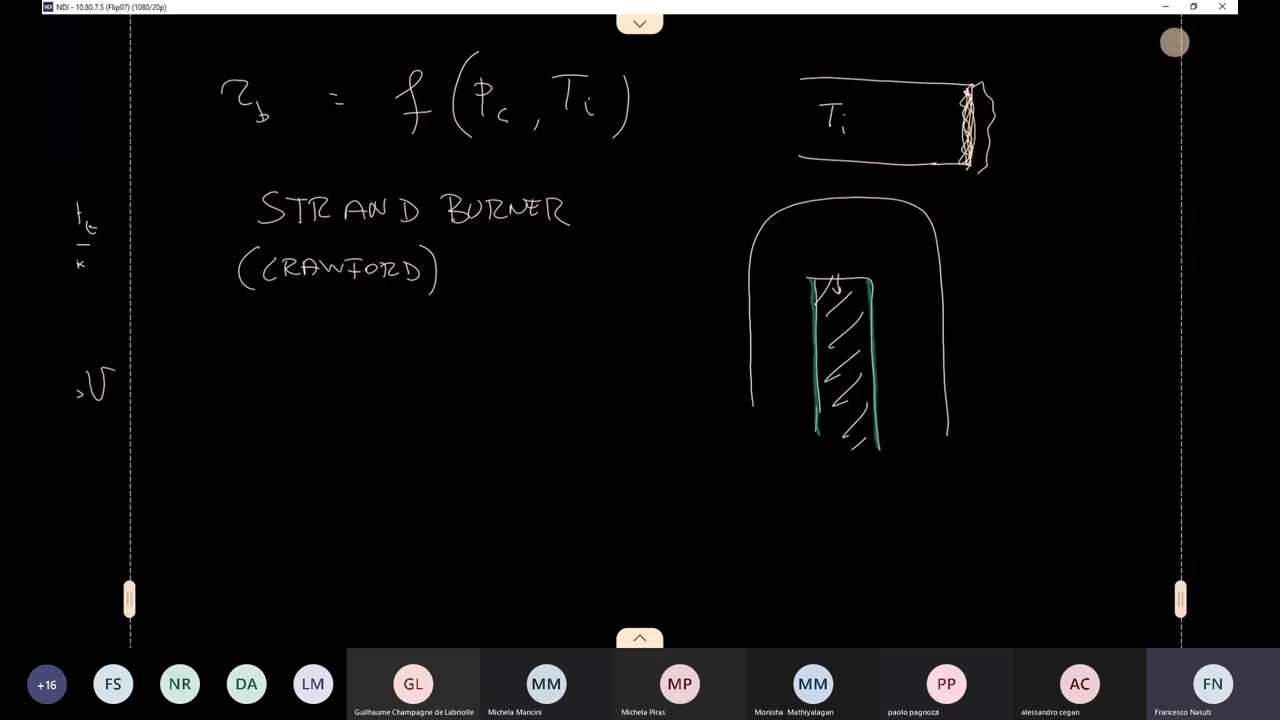 NDI - 10.80.7.5 (Flip07) (1080/20p)
r_b = f (p_c, T_i)
T_i
STRAND BURNER
(CRAWFORD)
+16
FS
NR
DA
LM
GL
Guilhaume Champagne de Labriolle
MM
Michela Mancini
MP
Michela Piras
MM
Monisha Mathiyalagan
PP
paolo pagnozzi
AC
alessandro cegan
FN
Francesco Nasuti